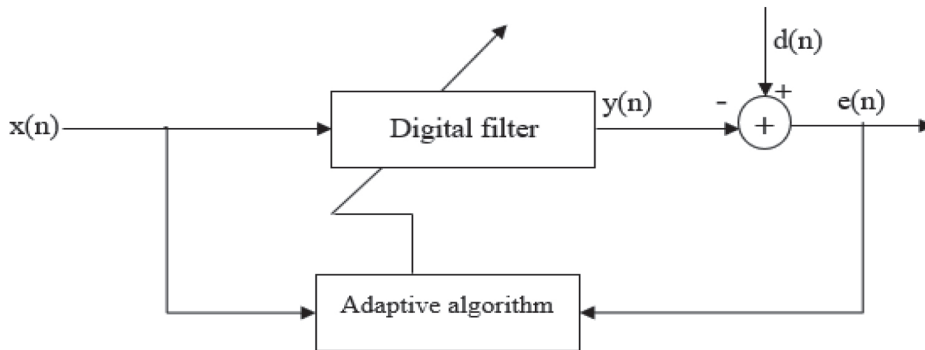 d(n)
x(n)
Digital filter
y(n)
-
+
+
e(n)
Adaptive algorithm